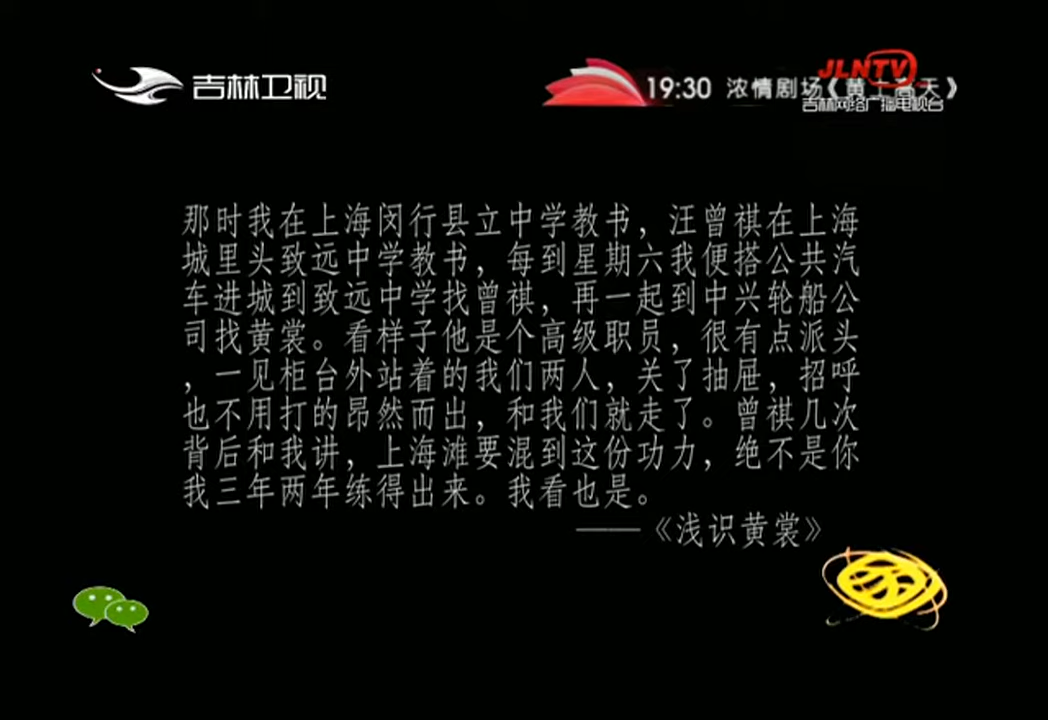 吉林卫视
19:30 浓情剧场《黄土高天》
JLNTV
吉林网络广播电视台
那时我在上海闵行县立中学教书，汪曾祺在上海
城里头致远中学教书，每到星期六我便搭公共汽
车进城到致远中学找曾祺，再一起到中兴轮船公
司找黄裳。看样子他是个高级职员，很有点派头
，一见柜台外站着的我们两人，关了抽屉，招呼
也不用打的昂然而出，和我们就走了。曾祺几次
背后和我讲，上海滩要混到这份功力，绝不是你
我三年两年练得出来。我看也是。
——《浅识黄裳》